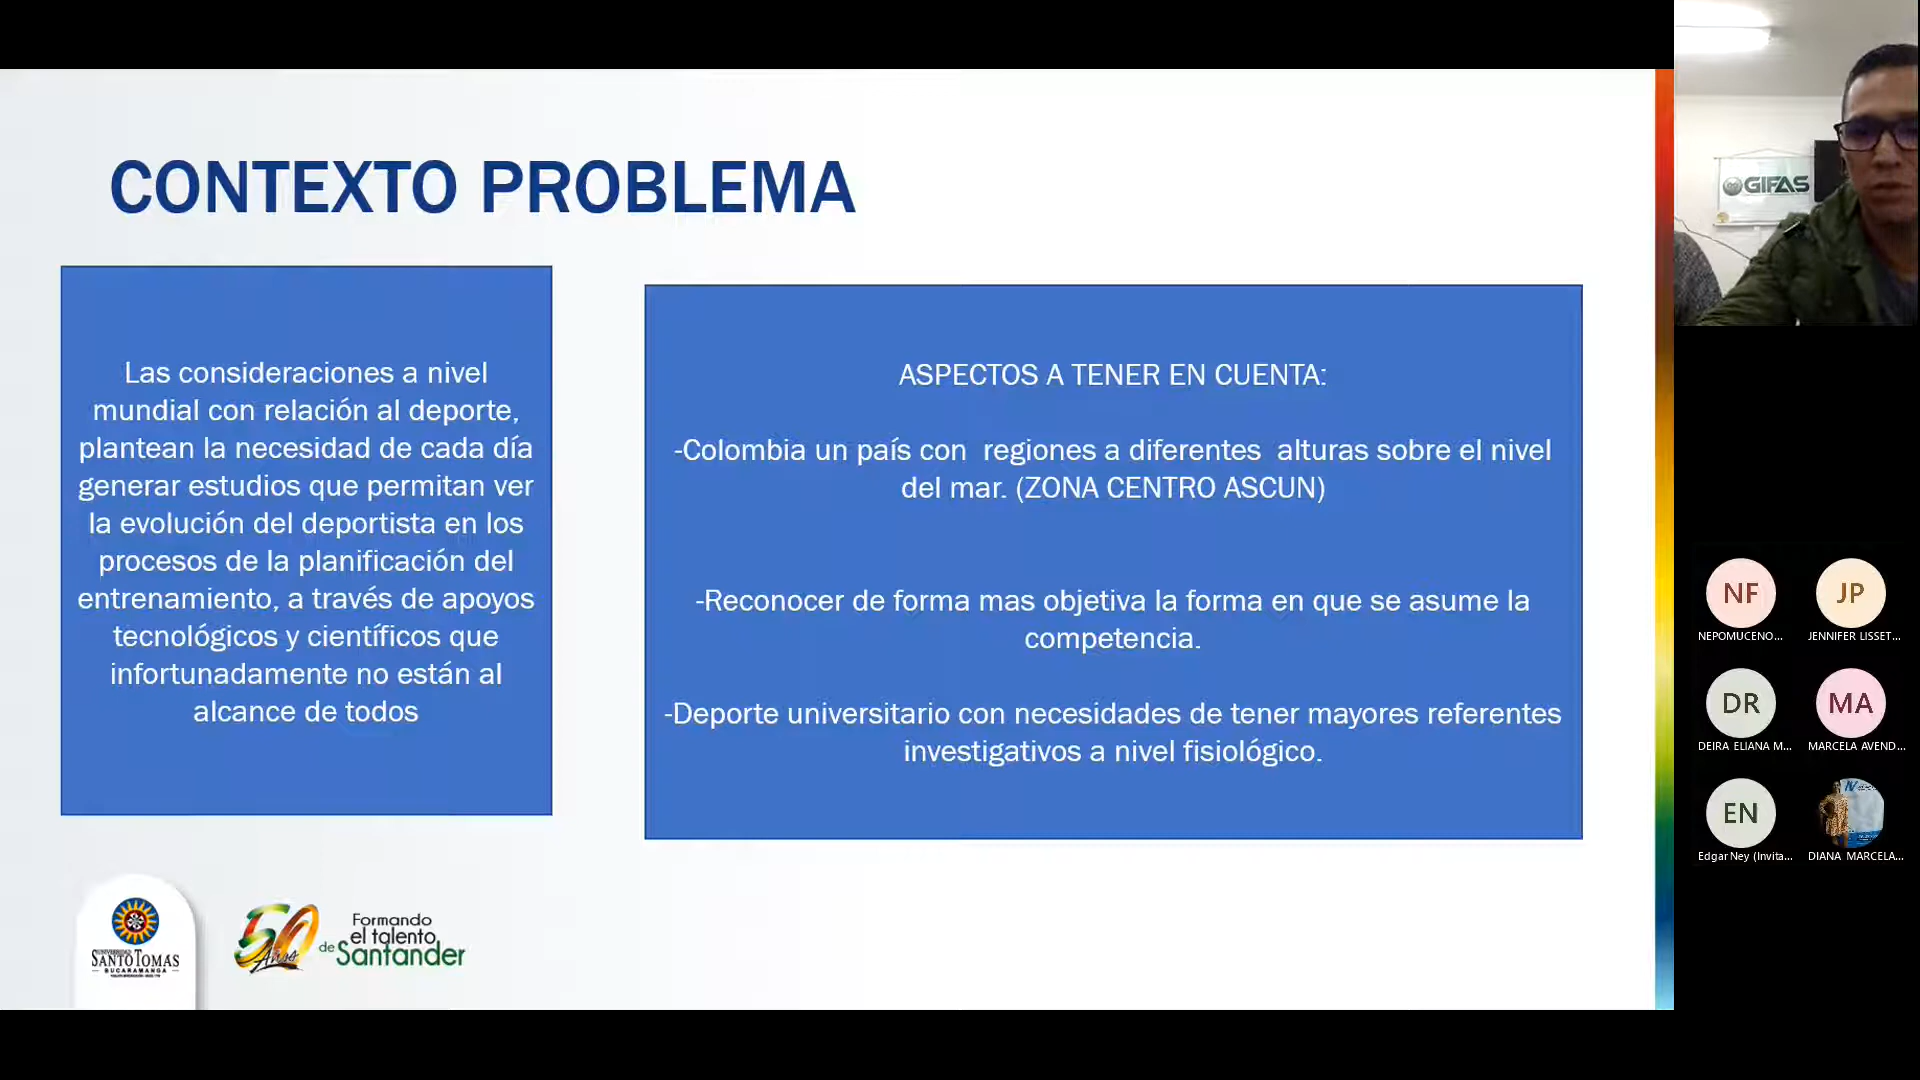 CONTEXTO PROBLEMA
Las consideraciones a nivel
mundial con relación al deporte,
plantean la necesidad de cada día
generar estudios que permitan ver
la evolución del deportista en los
procesos de la planificación del
entrenamiento, a través de apoyos
tecnológicos y científicos que
infortunadamente no están al
alcance de todos
ASPECTOS A TENER EN CUENTA:
-Colombia un país con regiones a diferentes alturas sobre el nivel
del mar. (ZONA CENTRO ASCUN)
-Reconocer de forma mas objetiva la forma en que se asume la
competencia.
-Deporte universitario con necesidades de tener mayores referentes
investigativos a nivel fisiológico.
UNIVERSIDAD
SANTO TOMAS
BUCARAMANGA
50 Años
Formando
el talento
de Santander
GIFAS
NF
NEPOMUCENO...
JP
JENNIFER LISSET...
DR
DEIRA ELIANA M...
MA
MARCELA AVEND...
EN
Edgar Ney (Invita...
DIANA MARCELA...